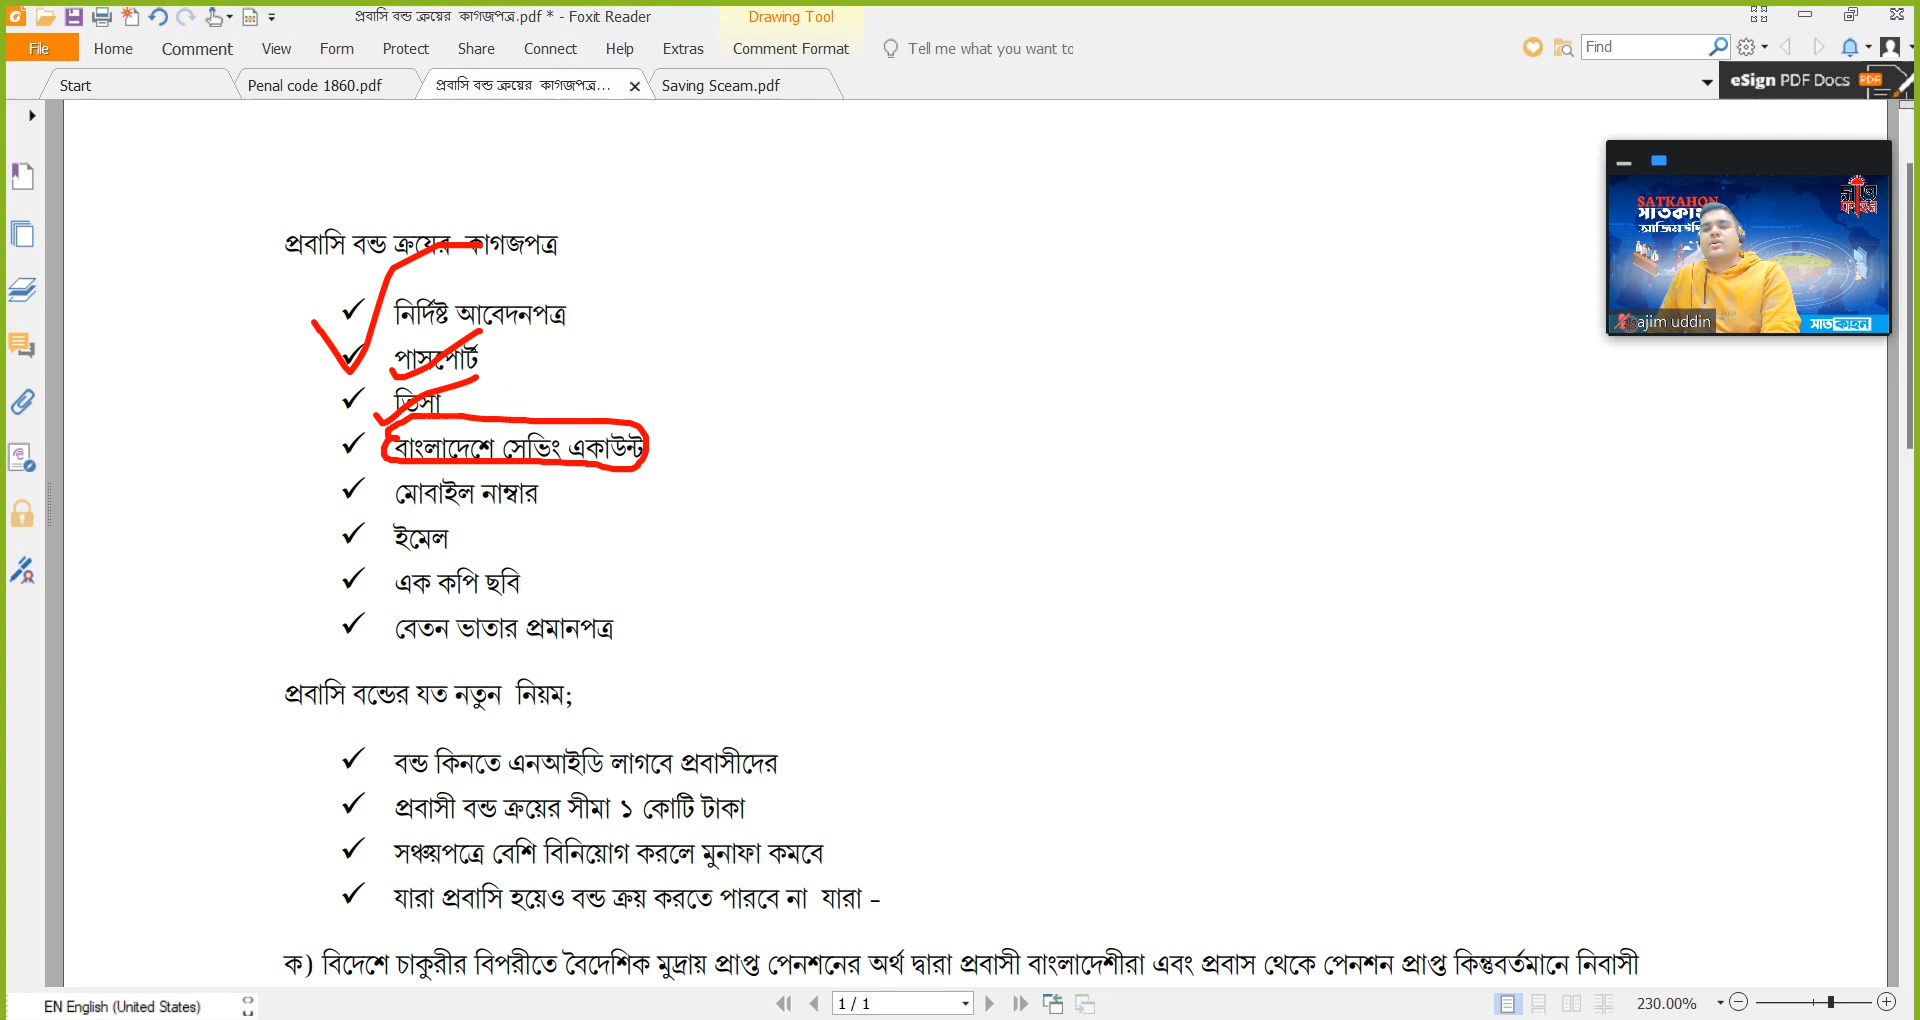 প্রবাসি বন্ড ক্রয়ের কাগজপত্র.pdf * - Foxit Reader
Drawing Tool
File Home Comment View Form Protect Share Connect Help Extras Comment Format Tell me what you want to Find
Start Penal code 1860.pdf প্রবাসি বন্ড ক্রয়ের কাগজপত্র... Saving Sceam.pdf
eSign PDF Docs PDF
প্রবাসি বন্ড ক্রয়ের কাগজপত্র
✓ নির্দিষ্ট আবেদনপত্র
✓ পাসপোর্ট
✓ ভিসা
✓ বাংলাদেশে সেভিং একাউন্ট
✓ মোবাইল নাম্বার
✓ ইমেল
✓ এক কপি ছবি
✓ বেতন ভাতার প্রমানপত্র
SATKAHON
ajim uddin
সাতকাহন
প্রবাসি বন্ডের যত নতুন নিয়ম;
✓ বন্ড কিনতে এনআইডি লাগবে প্রবাসীদের
✓ প্রবাসী বন্ড ক্রয়ের সীমা ১ কোটি টাকা
✓ সঞ্চয়পত্রে বেশি বিনিয়োগ করলে মুনাফা কমবে
✓ যারা প্রবাসি হয়েও বন্ড ক্রয় করতে পারবে না যারা -
ক) বিদেশে চাকুরীর বিপরীতে বৈদেশিক মুদ্রায় প্রাপ্ত পেনশনের অর্থ দ্বারা প্রবাসী বাংলাদেশীরা এবং প্রবাস থেকে পেনশন প্রাপ্ত কিন্তুবর্তমানে নিবাসী
EN English (United States)
1 / 1
230.00%